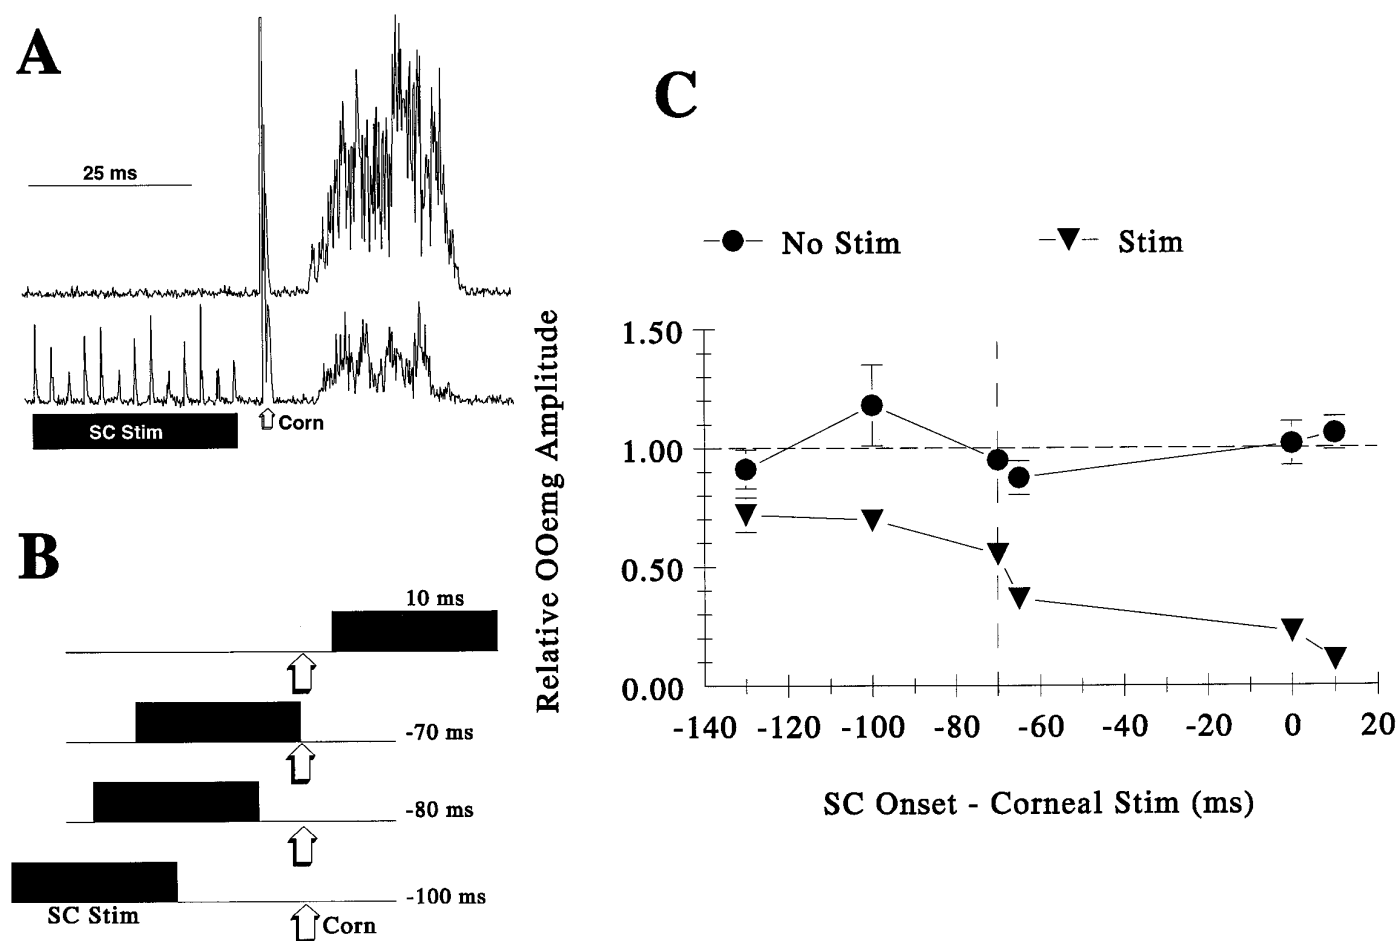 A
25 ms
SC Stim
Corn
B
10 ms
-70 ms
-80 ms
-100 ms
SC Stim
Corn
C
No Stim
Stim
Relative OOemg Amplitude
1.50
1.00
0.50
0.00
-140 -120 -100 -80 -60 -40 -20 0 20
SC Onset - Corneal Stim (ms)